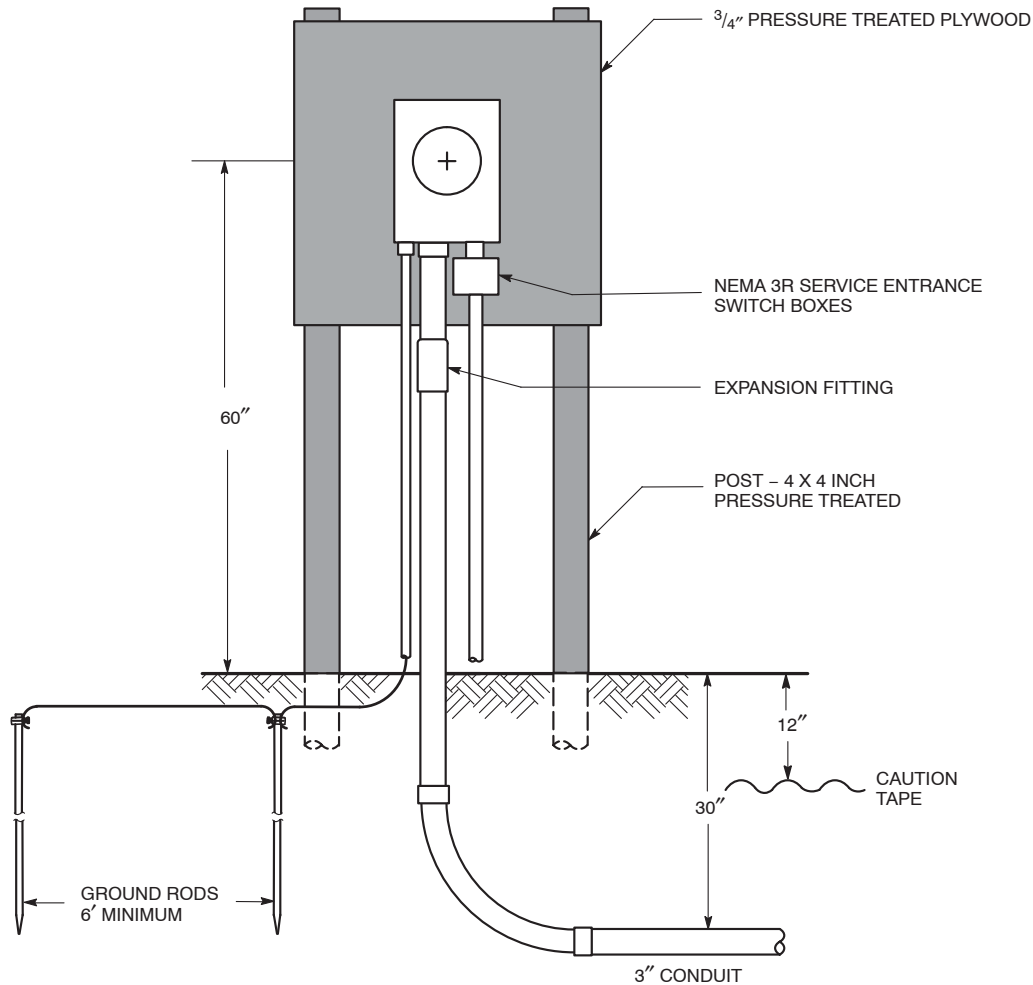 3/4″ PRESSURE TREATED PLYWOOD
NEMA 3R SERVICE ENTRANCE
SWITCH BOXES
EXPANSION FITTING
60″
POST – 4 X 4 INCH
PRESSURE TREATED
12″
CAUTION
TAPE
30″
GROUND RODS
6′ MINIMUM
3″ CONDUIT